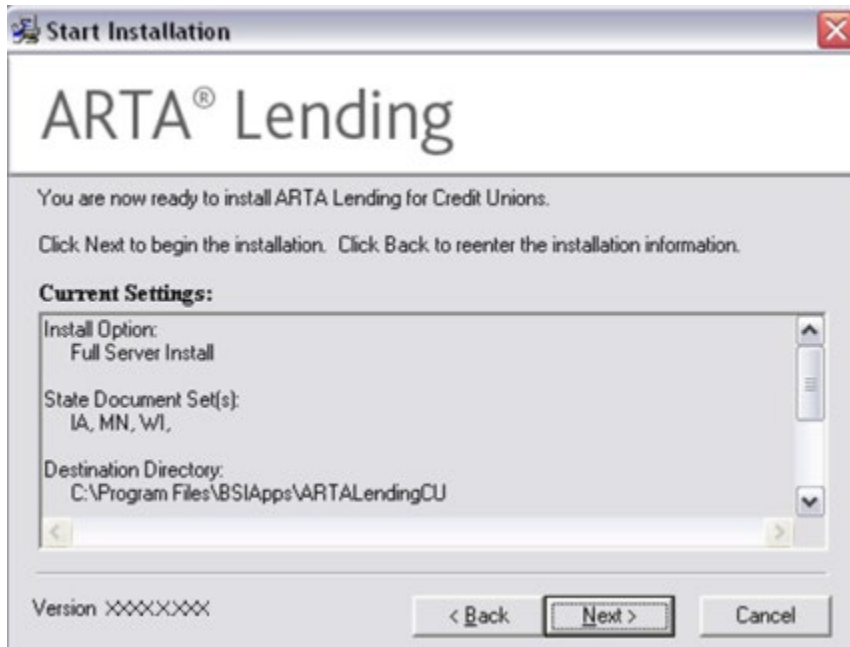 Start Installation
ARTA® Lending
You are now ready to install ARTA Lending for Credit Unions.
Click Next to begin the installation. Click Back to reenter the installation information.
Current Settings:
Install Option:
Full Server Install
State Document Set(s):
IA, MN, WI,
Destination Directory:
C:\Program Files\BSIApps\ARTALendingCU
Version XXXX.X.XXX
< Back
Next >
Cancel